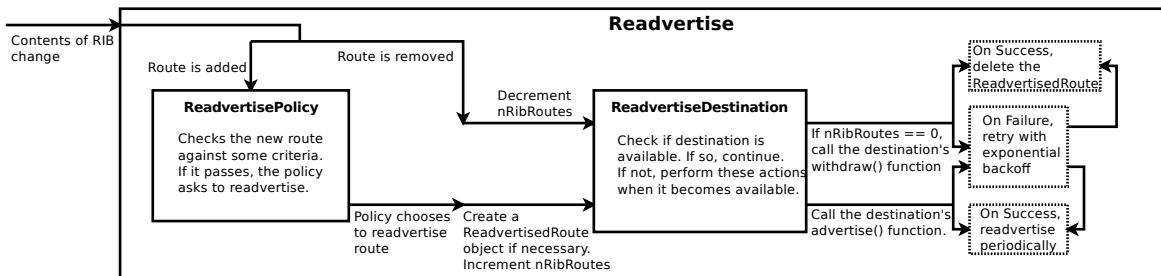 Readvertise
Contents of RIB
change
Route is added
Route is removed
ReadvertisePolicy
Checks the new route
against some criteria.
If it passes, the policy
asks to readvertise.
Decrement
nRibRoutes
Policy chooses
to readvertise
route
Create a
ReadvertisedRoute
object if necessary.
Increment nRibRoutes
ReadvertiseDestination
Check if destination is
available. If so, continue.
If not, perform these actions
when it becomes available.
If nRibRoutes == 0,
call the destination's
withdraw() function
Call the destination's
advertise() function.
On Success,
delete the
ReadvertisedRoute
On Failure,
retry with
exponential
backoff
On Success,
readvertise
periodically